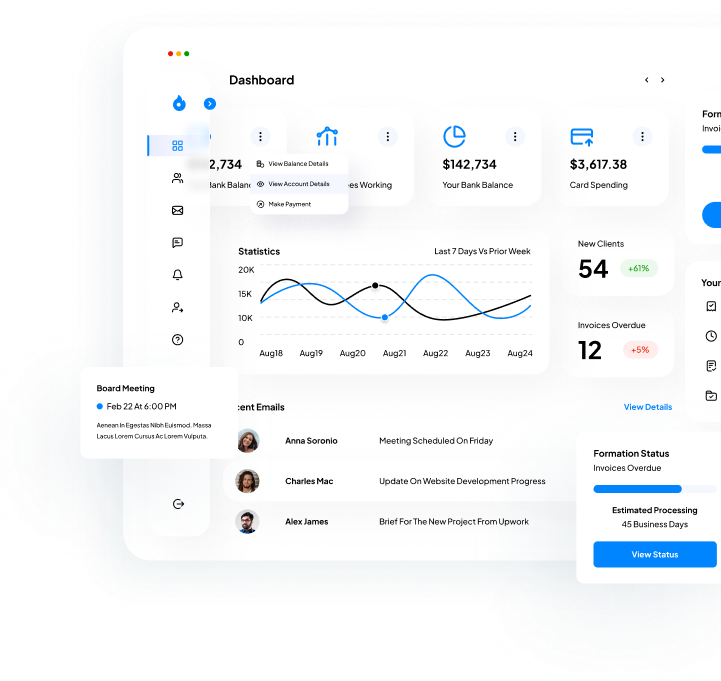 Dashboard
Form
Invoi
2,734
$142,734
$3,617.38
View Balance Details
View Account Details
Make Payment
Bank Balanc
es Working
Your Bank Balance
Card Spending
Statistics
Last 7 Days Vs Prior Week
20K
15K
10K
0
Aug18 Aug19 Aug20 Aug21 Aug22 Aug23 Aug24
New Clients
54 +61%
Invoices Overdue
12 +5%
Your
Board Meeting
Feb 22 At 6:00 PM
Aenean In Egestas Nibh Euismod. Massa
Lacus Lorem Cursus Ac Lorem Vulputa.
cent Emails
View Details
Anna Soronio Meeting Scheduled On Friday
Charles Mac Update On Website Development Progress
Alex James Brief For The New Project From Upwork
Formation Status
Invoices Overdue
Estimated Processing
45 Business Days
View Status